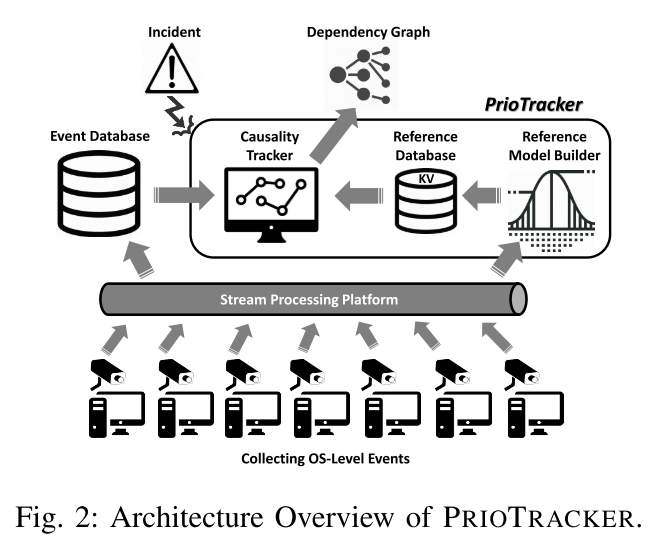 Incident
Dependency Graph
PrioTracker
Event Database
Causality
Tracker
Reference
Database
Reference
Model Builder
KV
Stream Processing Platform
Collecting OS-Level Events
Fig. 2: Architecture Overview of PRIOTRACKER.